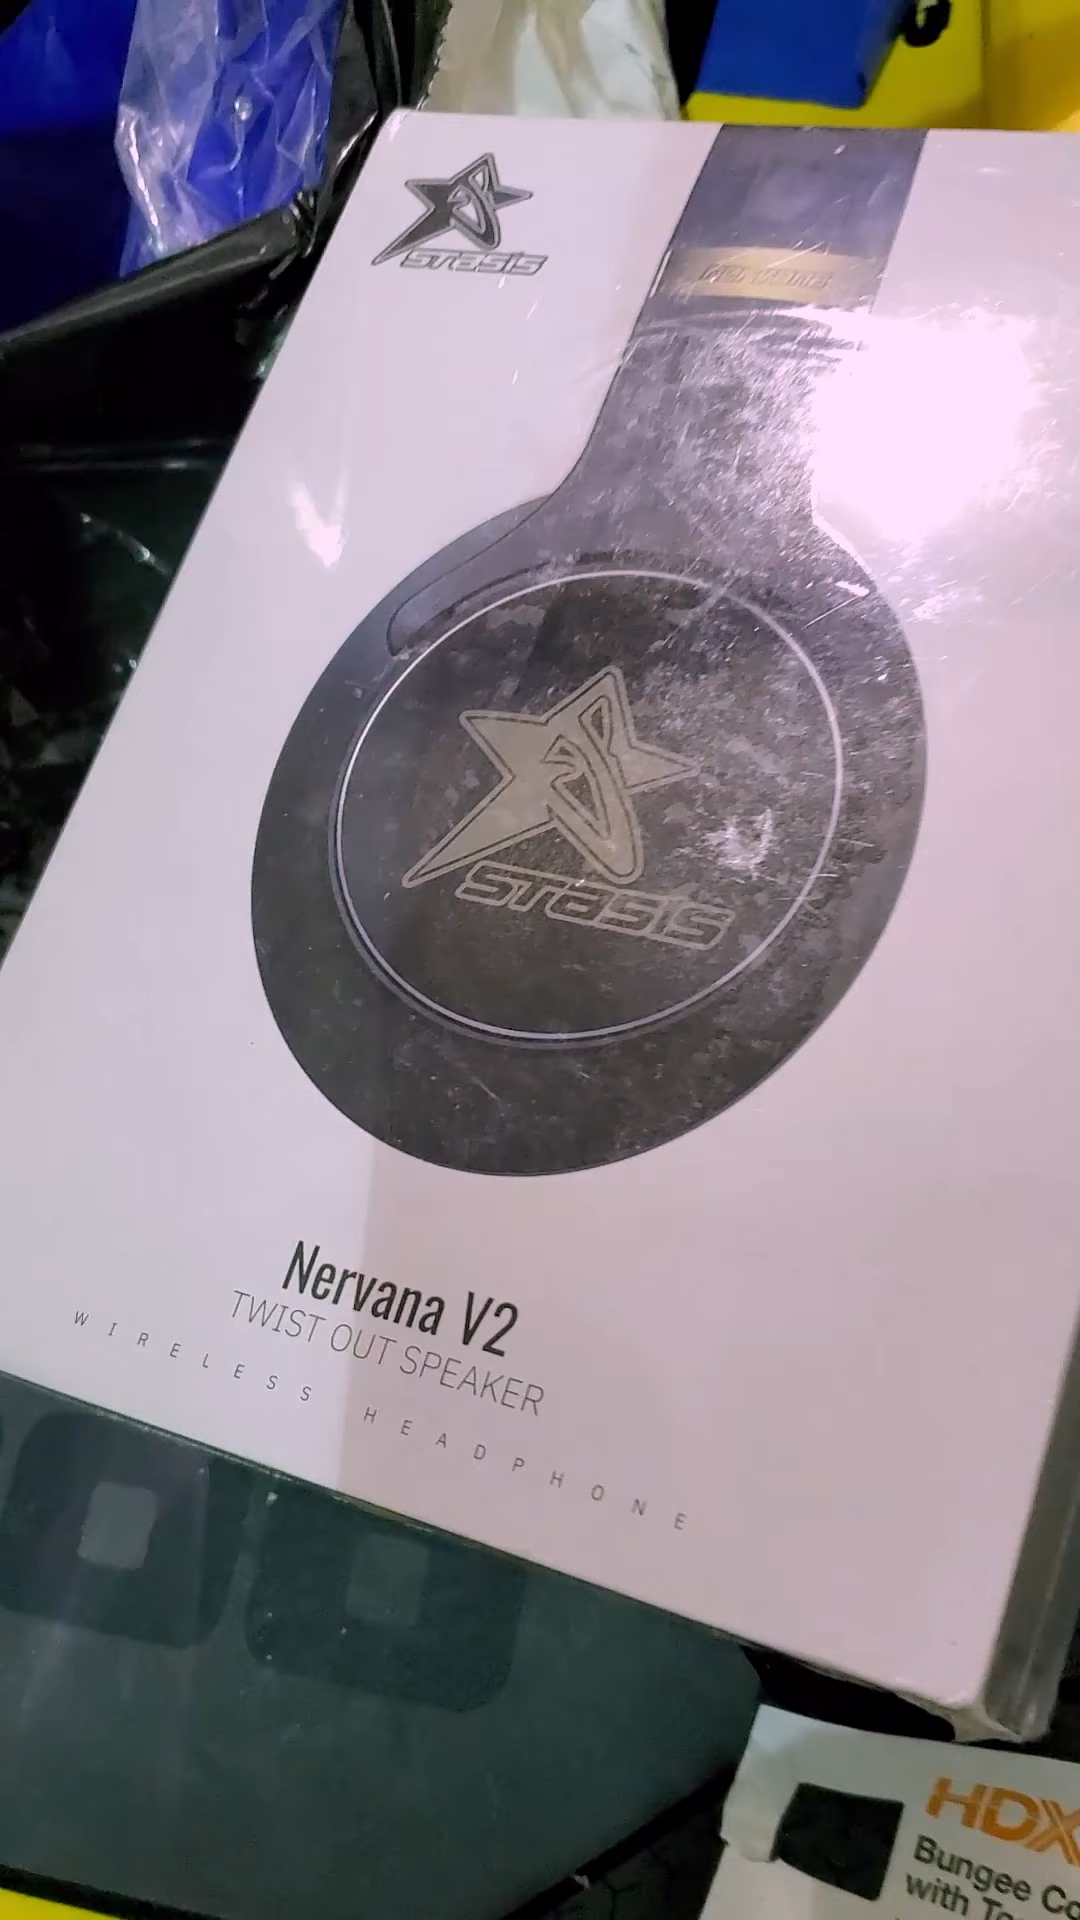 STaSIS
STaSIS
Nervana V2
TWIST OUT SPEAKER
WIRELESS HEADPHONE
HDX
Bungee Co
with To